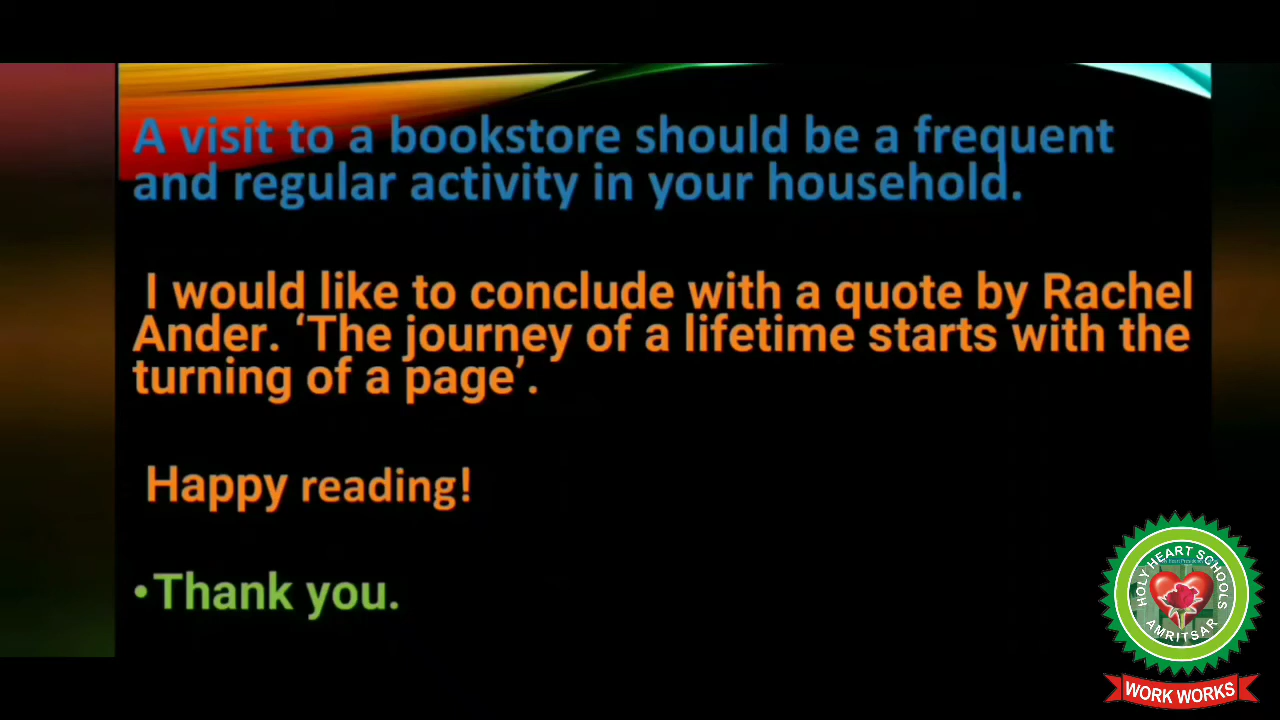 A visit to a bookstore should be a frequent
and regular activity in your household.
I would like to conclude with a quote by Rachel
Ander. ‘The journey of a lifetime starts with the
turning of a page’.
Happy reading!
•Thank you.
HOLY HEART SCHOOLS
AMRITSAR
WORK WORKS